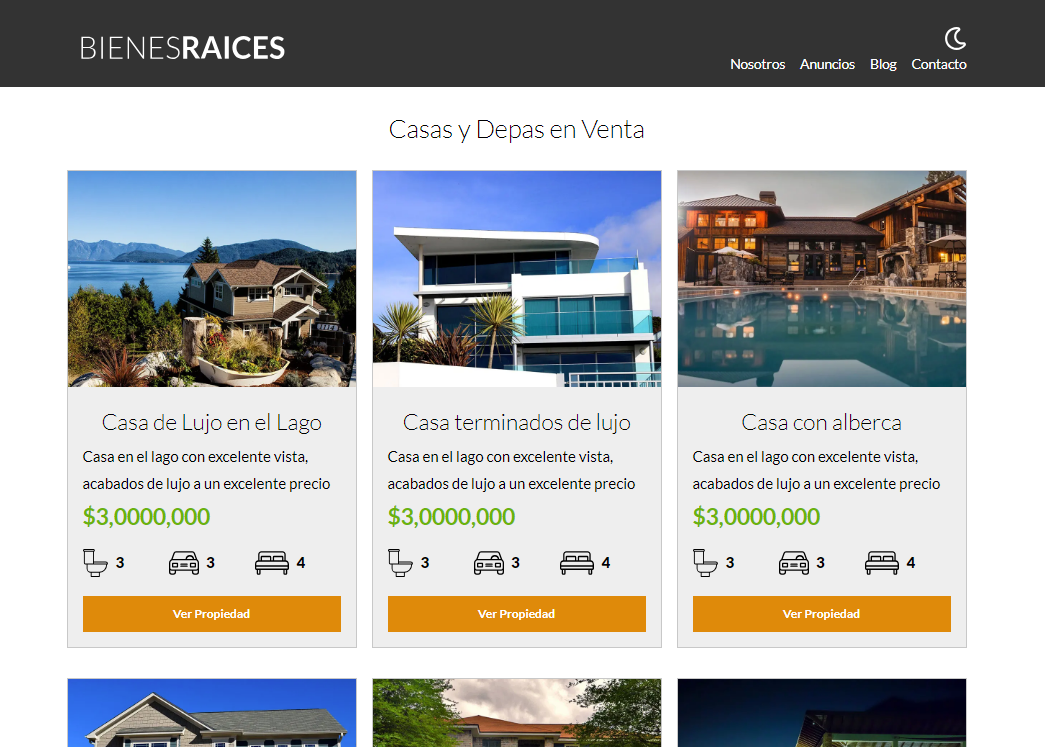 BIENESRAICES
Nosotros Anuncios Blog Contacto
Casas y Depas en Venta
Casa de Lujo en el Lago
Casa en el lago con excelente vista,
acabados de lujo a un excelente precio
$3,0000,000
3 3 4
Ver Propiedad
Casa terminados de lujo
Casa en el lago con excelente vista,
acabados de lujo a un excelente precio
$3,0000,000
3 3 4
Ver Propiedad
Casa con alberca
Casa en el lago con excelente vista,
acabados de lujo a un excelente precio
$3,0000,000
3 3 4
Ver Propiedad